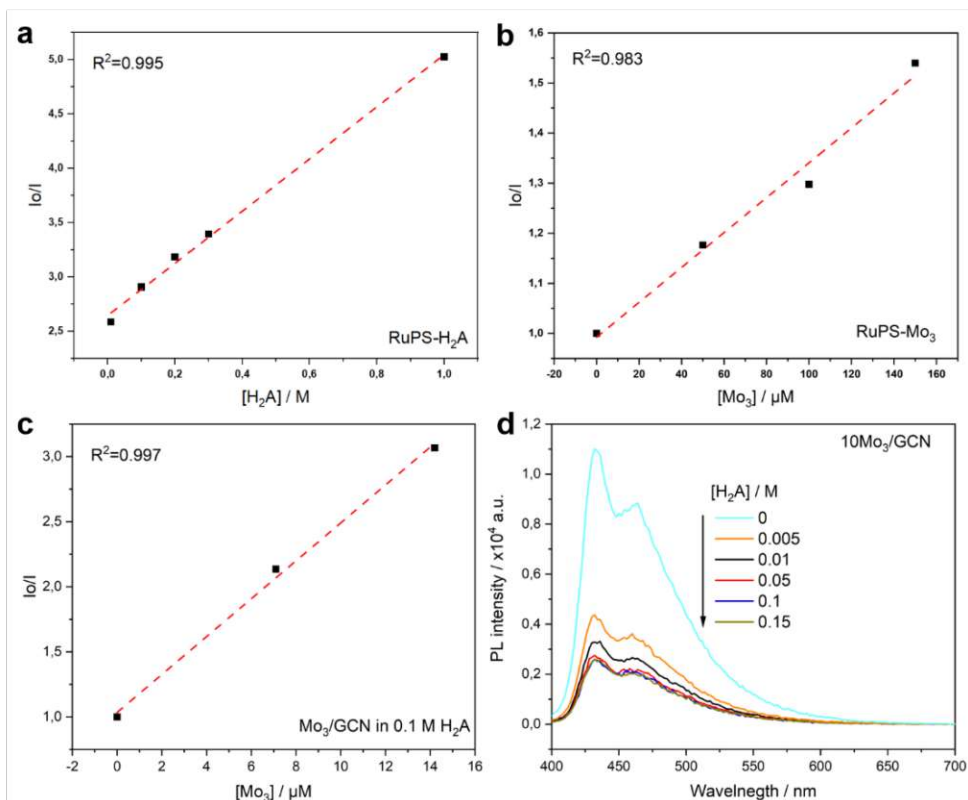 a
R²=0.995
5,0
4,5
4,0
3,5
3,0
2,5
Io/I
0,0 0,2 0,4 0,6 0,8 1,0
[H₂A] / M
RuPS-H₂A
b
R²=0.983
1,6
1,5
1,4
1,3
1,2
1,1
1,0
Io/I
-20 0 20 40 60 80 100 120 140 160
[Mo₃] / µM
RuPS-Mo₃
c
R²=0.997
3,0
2,5
2,0
1,5
1,0
Io/I
-2 0 2 4 6 8 10 12 14 16
[Mo₃] / µM
Mo₃/GCN in 0.1 M H₂A
d
10Mo₃/GCN
[H₂A] / M
0
0.005
0.01
0.05
0.1
0.15
1,2
1,0
0,8
0,6
0,4
0,2
0,0
PL intensity / x10⁴ a.u.
400 450 500 550 600 650 700
Wavelnegth / nm